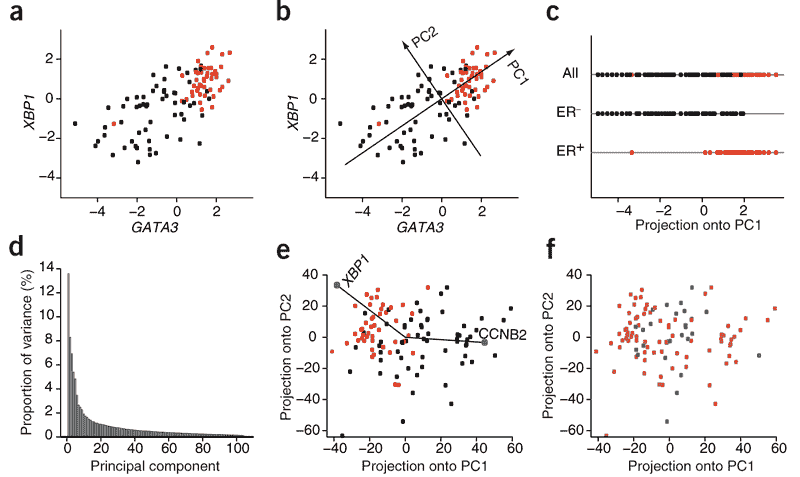 a
XBP1
2
0
−2
−4
−4
−2
0
2
GATA3
b
XBP1
2
0
−2
−4
−4
−2
0
2
GATA3
PC2
PC1
c
All
ER−
ER+
−4
−2
0
2
Projection onto PC1
d
Proportion of variance (%)
14
12
10
8
6
4
2
0
0
20
40
60
80
100
Principal component
e
Projection onto PC2
40
20
0
−20
−40
−60
−40
−20
0
20
40
60
Projection onto PC1
XBP1
CCNB2
f
Projection onto PC2
40
20
0
−20
−40
−60
−40
−20
0
20
40
60
Projection onto PC1